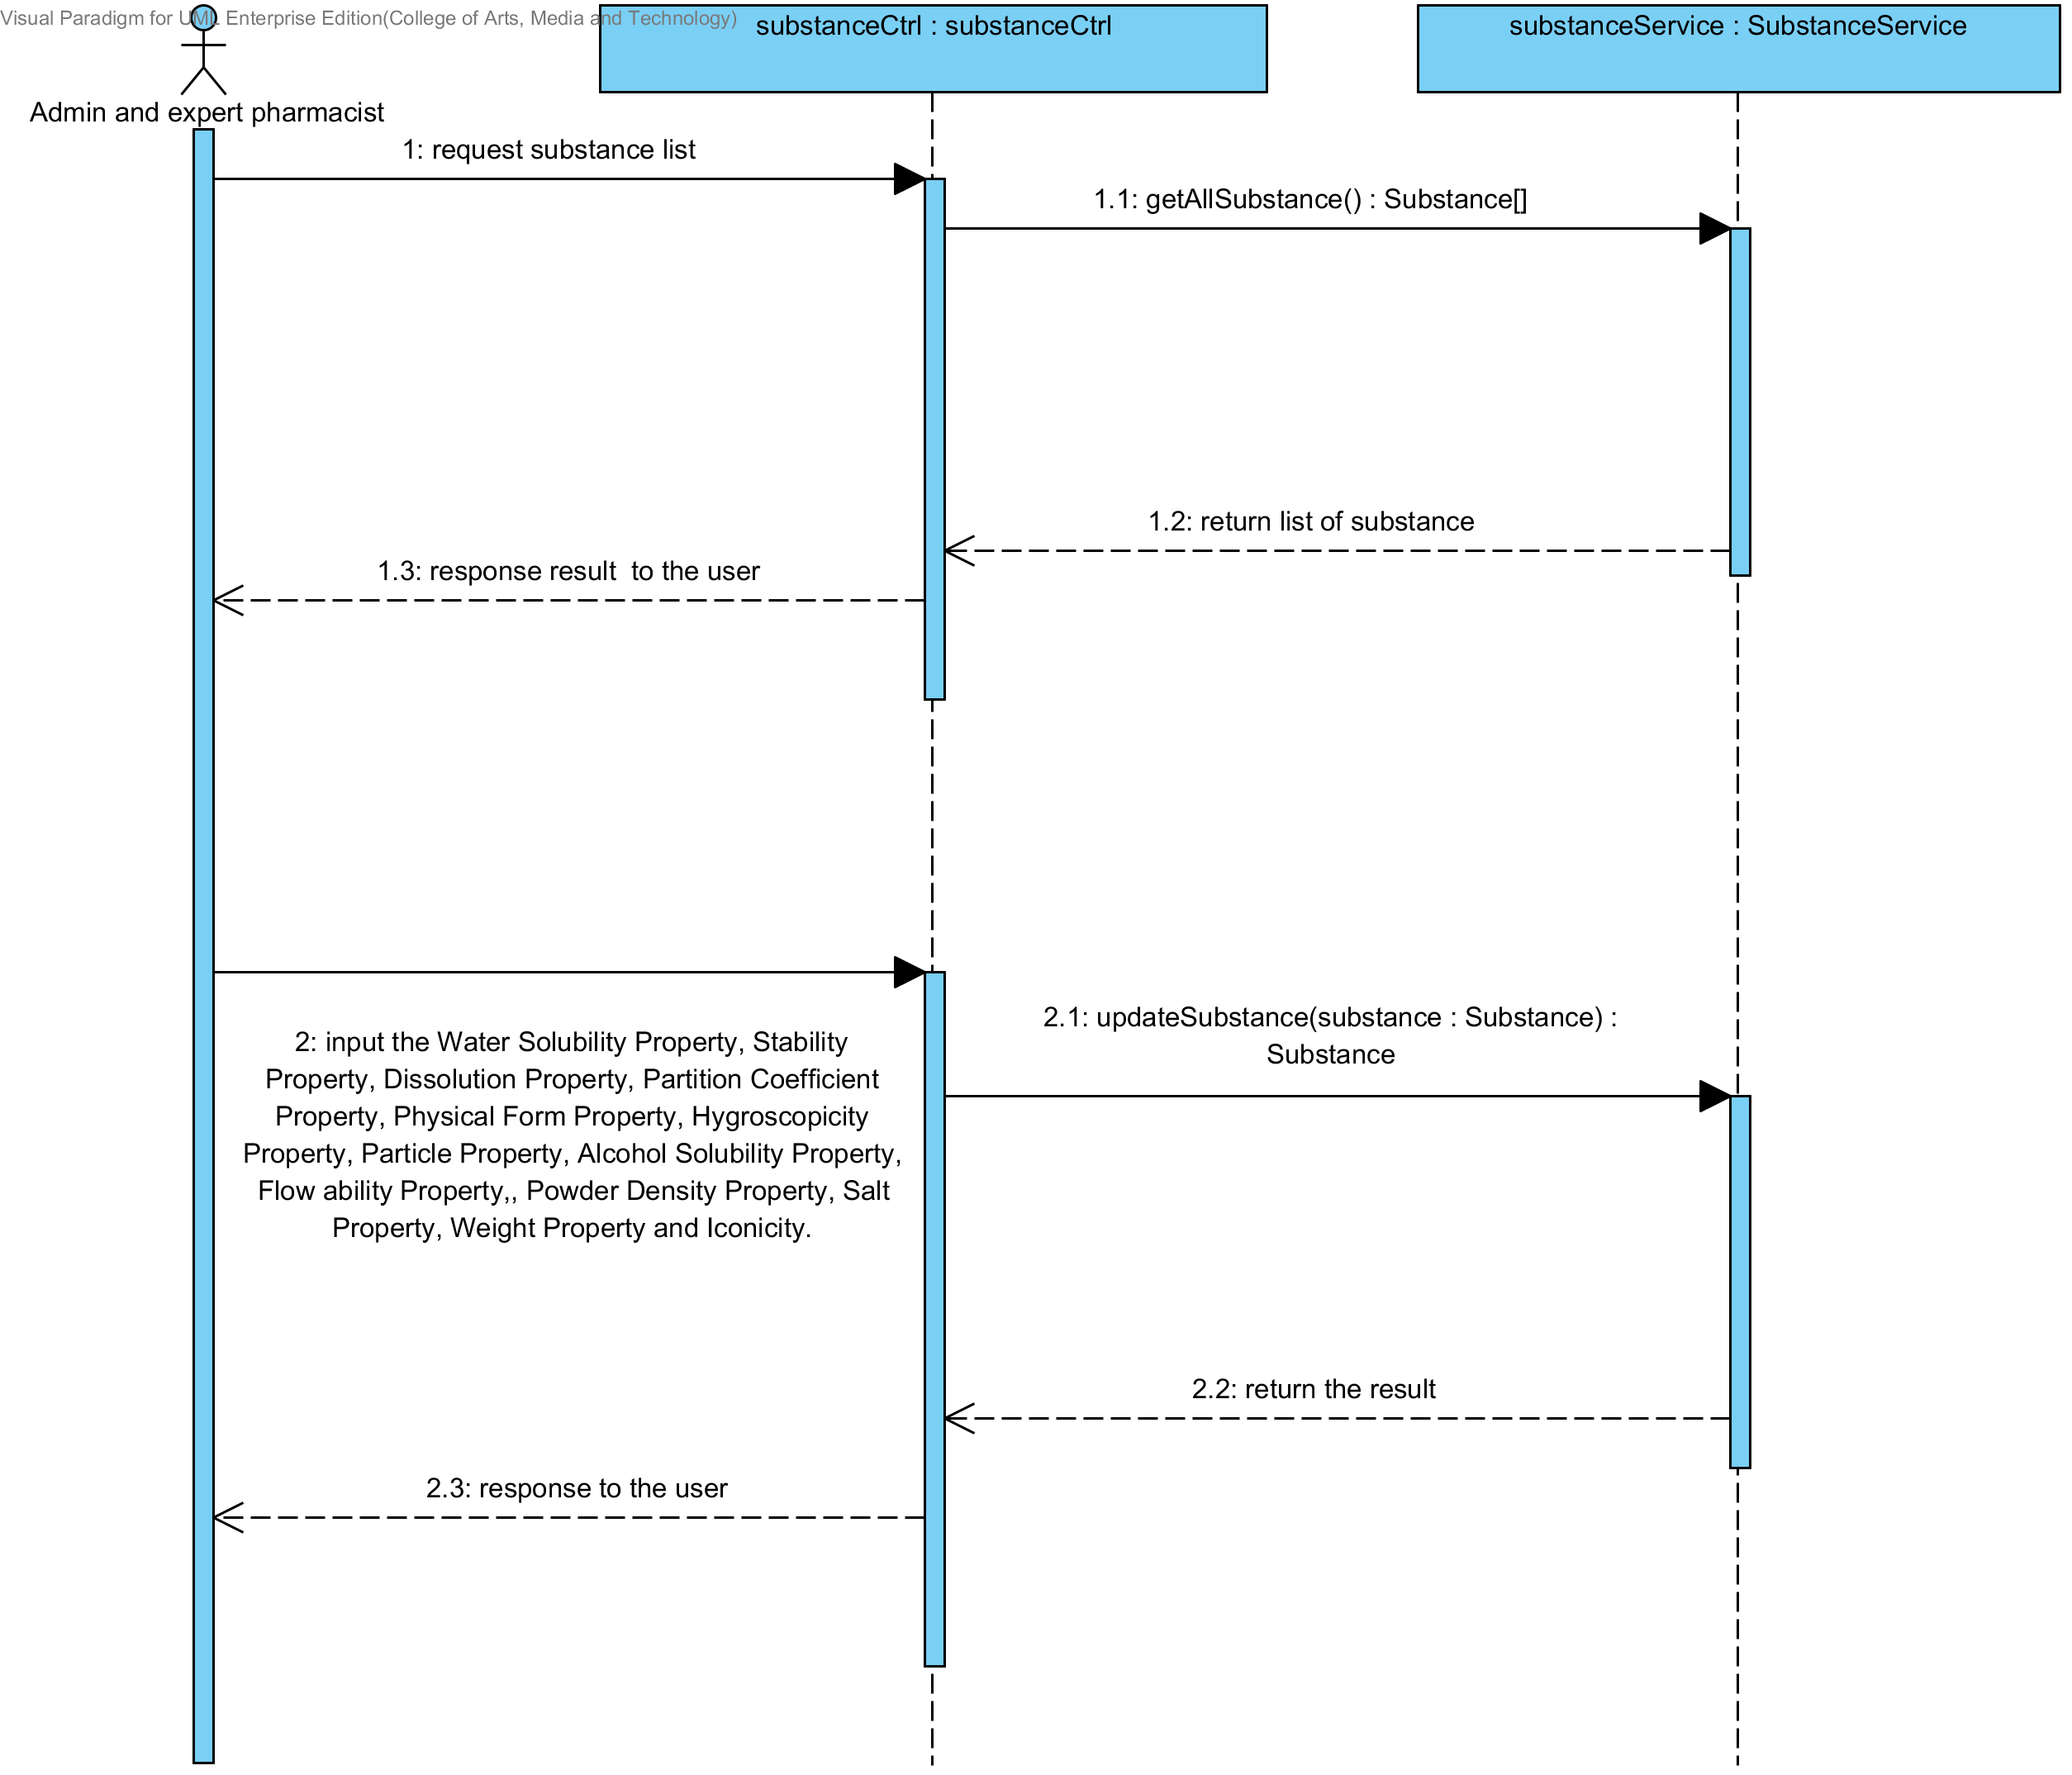 Visual Paradigm for UML Enterprise Edition(College of Arts, Media and Technology)
substanceCtrl : substanceCtrl
substanceService : SubstanceService
Admin and expert pharmacist
1: request substance list
1.1: getAllSubstance() : Substance[]
1.2: return list of substance
1.3: response result  to the user
2: input the Water Solubility Property, Stability
Property, Dissolution Property, Partition Coefficient
Property, Physical Form Property, Hygroscopicity
Property, Particle Property, Alcohol Solubility Property,
Flow ability Property,, Powder Density Property, Salt
Property, Weight Property and Iconicity.
2.1: updateSubstance(substance : Substance) :
Substance
2.2: return the result
2.3: response to the user